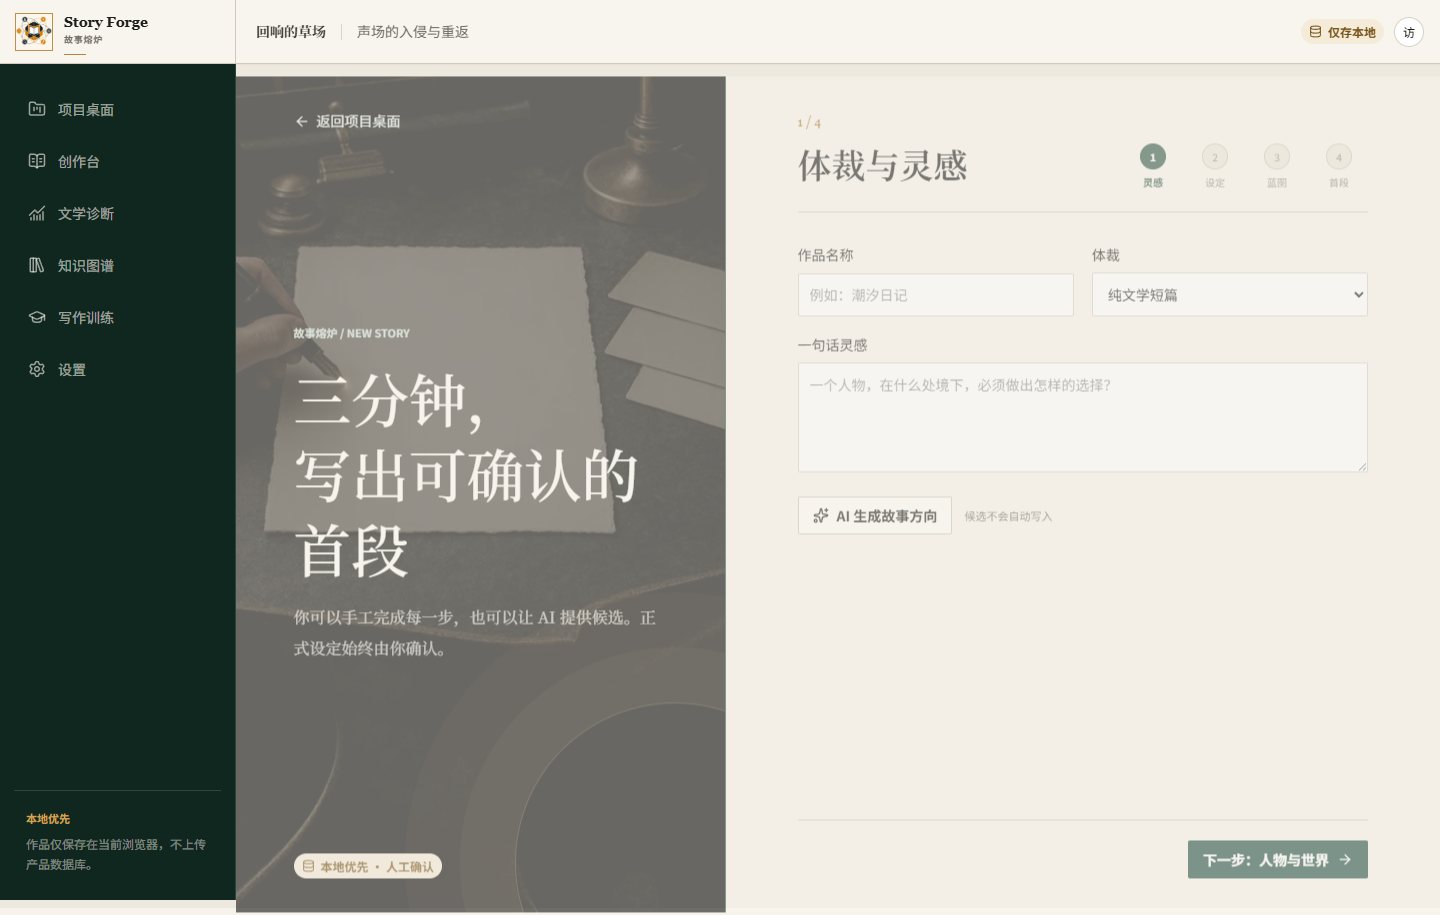 Story Forge
故事熔炉
回响的草场
声场的入侵与重返
仅存本地
访
项目桌面
创作台
文学诊断
知识图谱
写作训练
设置
本地优先
作品仅保存在当前浏览器，不上传
产品数据库。
返回项目桌面
故事熔炉 / NEW STORY
三分钟，
写出可确认的
首段
你可以手工完成每一步，也可以让 AI 提供候选。正
式设定始终由你确认。
本地优先 · 人工确认
1 / 4
体裁与灵感
1
灵感
2
设定
3
蓝图
4
首段
作品名称
例如：潮汐日记
体裁
纯文学短篇
一句话灵感
一个人物，在什么处境下，必须做出怎样的选择？
AI 生成故事方向
候选不会自动写入
下一步：人物与世界